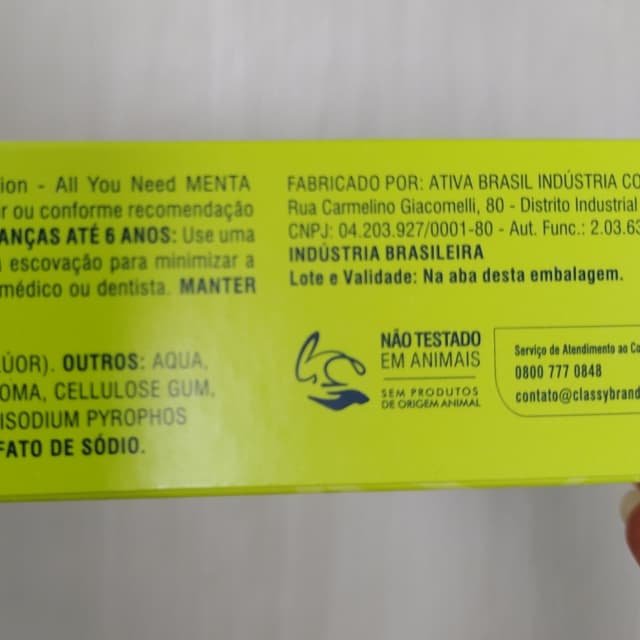 ion - All You Need MENTA
r ou conforme recomendação
ANÇAS ATÉ 6 ANOS: Use uma
escovação para minimizar a
médico ou dentista. MANTER
LÚOR). OUTROS: AQUA,
OMA, CELLULOSE GUM,
ISODIUM PYROPHOS
FATO DE SÓDIO.
FABRICADO POR: ATIVA BRASIL INDÚSTRIA CO
Rua Carmelino Giacomelli, 80 - Distrito Industrial
CNPJ: 04.203.927/0001-80 - Aut. Func.: 2.03.63
INDÚSTRIA BRASILEIRA
Lote e Validade: Na aba desta embalagem.
NÃO TESTADO
EM ANIMAIS
SEM PRODUTOS
DE ORIGEM ANIMAL
Serviço de Atendimento ao Co
0800 777 0848
contato@classybrand